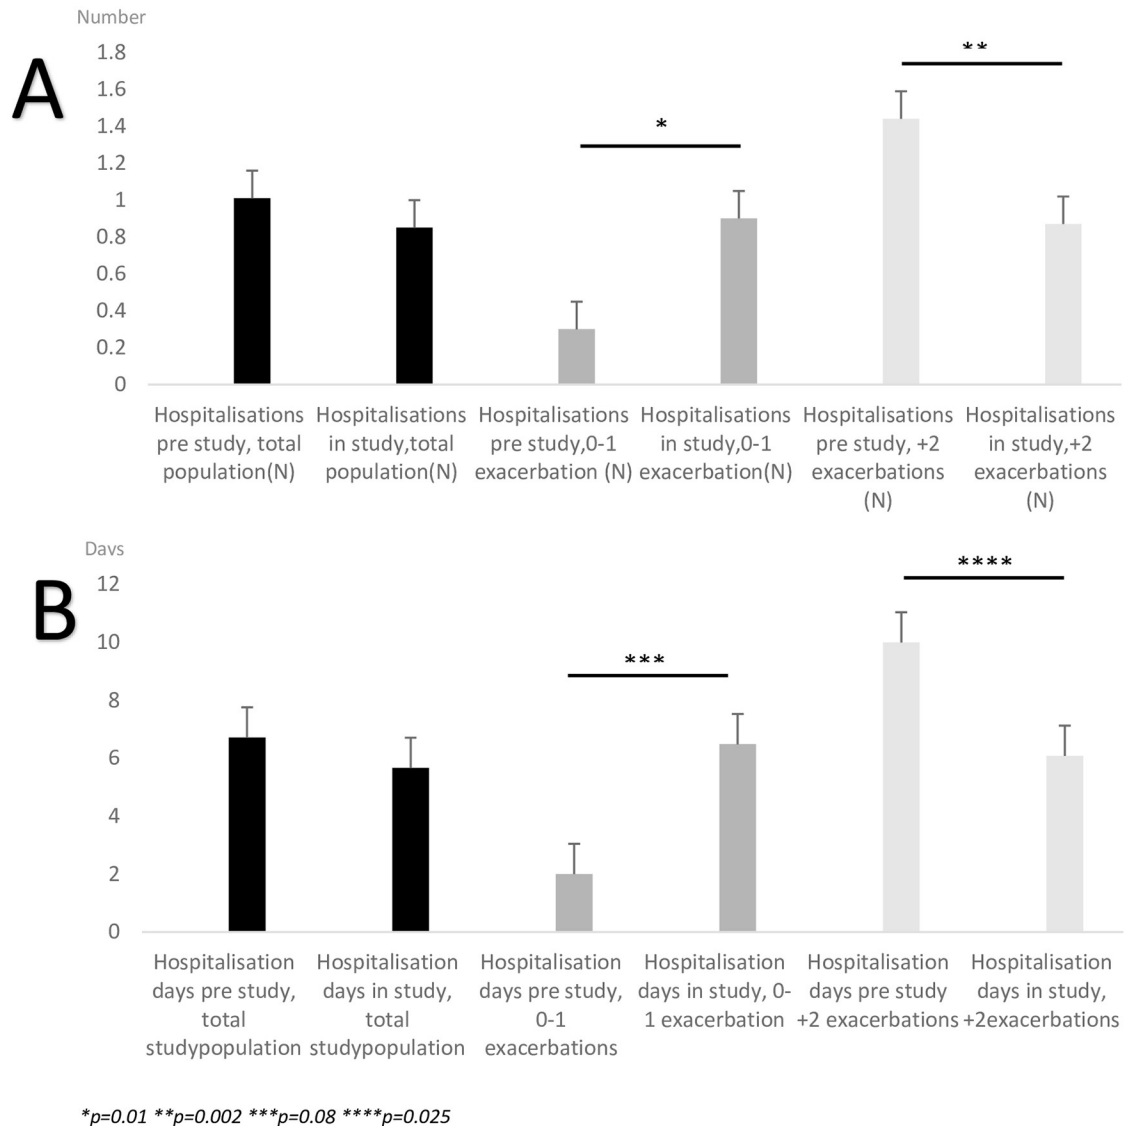 Number
A
1.8
1.6
1.4
1.2
1
0.8
0.6
0.4
0.2
0
*
**
Hospitalisations pre study, total population(N)
Hospitalisations in study,total population(N)
Hospitalisations pre study,0-1 exacerbation (N)
Hospitalisations in study,0-1 exacerbation(N)
Hospitalisations pre study, +2 exacerbations (N)
Hospitalisations in study,+2 exacerbations (N)
Days
B
12
10
8
6
4
2
0
***
****
Hospitalisation days pre study, total studypopulation
Hospitalisation days in study, total studypopulation
Hospitalisation days pre study, 0-1 exacerbations
Hospitalisation days in study, 0-1 exacerbation
Hospitalisation days pre study +2 exacerbations
Hospitalisation days in study, +2exacerbations
*p=0.01 **p=0.002 ***p=0.08 ****p=0.025